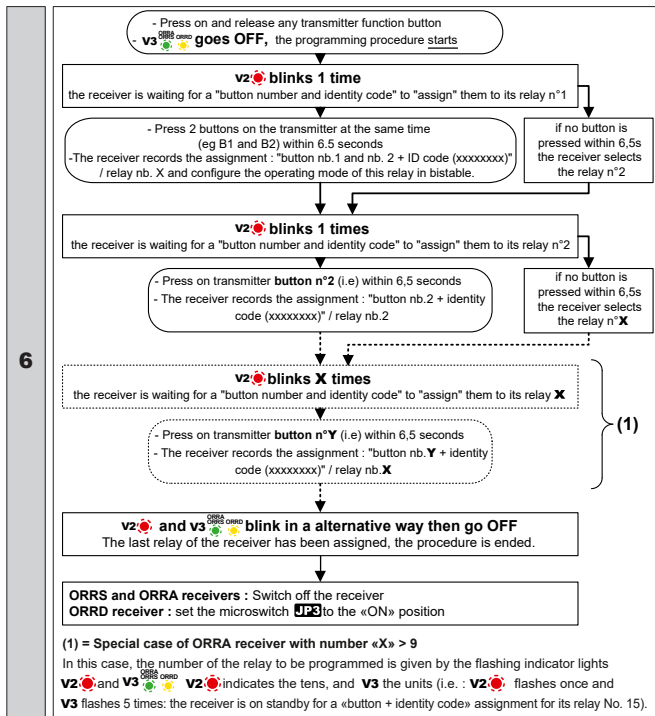 6
- Press on and release any transmitter function button
- V3 ORRA ORRS ORRD goes OFF, the programming procedure starts
V2 blinks 1 time
the receiver is waiting for a "button number and identity code" to "assign" them to its relay n°1
- Press 2 buttons on the transmitter at the same time
(eg B1 and B2) within 6.5 seconds
-The receiver records the assignment : "button nb.1 and nb. 2 + ID code (xxxxxxxx)"
/ relay nb. X and configure the operating mode of this relay in bistable.
if no button is
pressed within 6,5s
the receiver selects
the relay n°2
V2 blinks 1 times
the receiver is waiting for a "button number and identity code" to "assign" them to its relay n°2
- Press on transmitter button n°2 (i.e) within 6,5 seconds
- The receiver records the assignment : "button nb.2 + identity
code (xxxxxxxx)" / relay nb.2
if no button is
pressed within 6,5s
the receiver selects
the relay n°X
V2 blinks X times
the receiver is waiting for a "button number and identity code" to "assign" them to its relay X
- Press on transmitter button n°Y (i.e) within 6,5 seconds
- The receiver records the assignment : "button nb.Y + identity
code (xxxxxxxx)" / relay nb.X
(1)
V2 and V3 ORRA ORRS ORRD blink in a alternative way then go OFF
The last relay of the receiver has been assigned, the procedure is ended.
ORRS and ORRA receivers : Switch off the receiver
ORRD receiver : set the microswitch JP3 to the «ON» position
(1) = Special case of ORRA receiver with number «X» > 9
In this case, the number of the relay to be programmed is given by the flashing indicator lights
V2 and V3 ORRA ORRS ORRD V2 indicates the tens, and V3 the units (i.e. : V2 flashes once and
V3 flashes 5 times: the receiver is on standby for a «button + identity code» assignment for its relay No. 15).